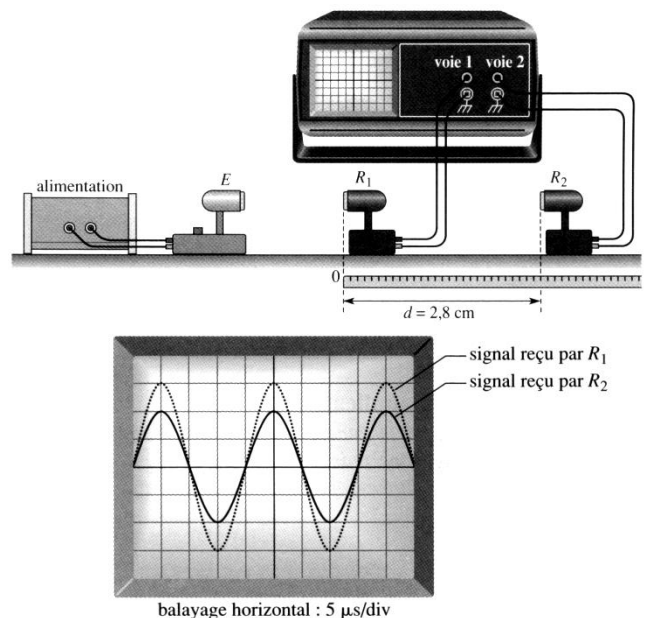 voie 1 voie 2
alimentation
E
R1
R2
0
d = 2,8 cm
signal reçu par R1
signal reçu par R2
balayage horizontal : 5 µs/div